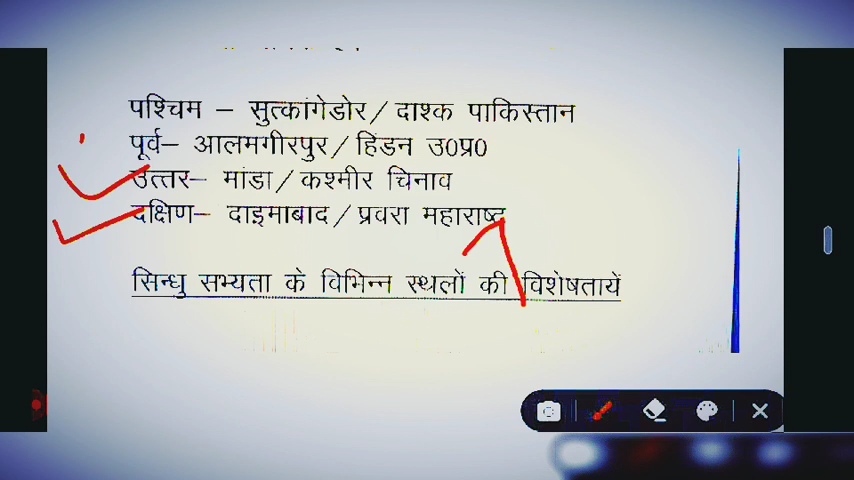 पश्चिम – सुत्कांगेडोर/दाश्क पाकिस्तान
पूर्व– आलमगीरपुर/हिंडन उ0प्र0
उत्तर– मांडा/कश्मीर चिनाव
दक्षिण– दाइमाबाद/प्रवरा महाराष्ट
सिन्धु सभ्यता के विभिन्न स्थलों की विशेषतायें